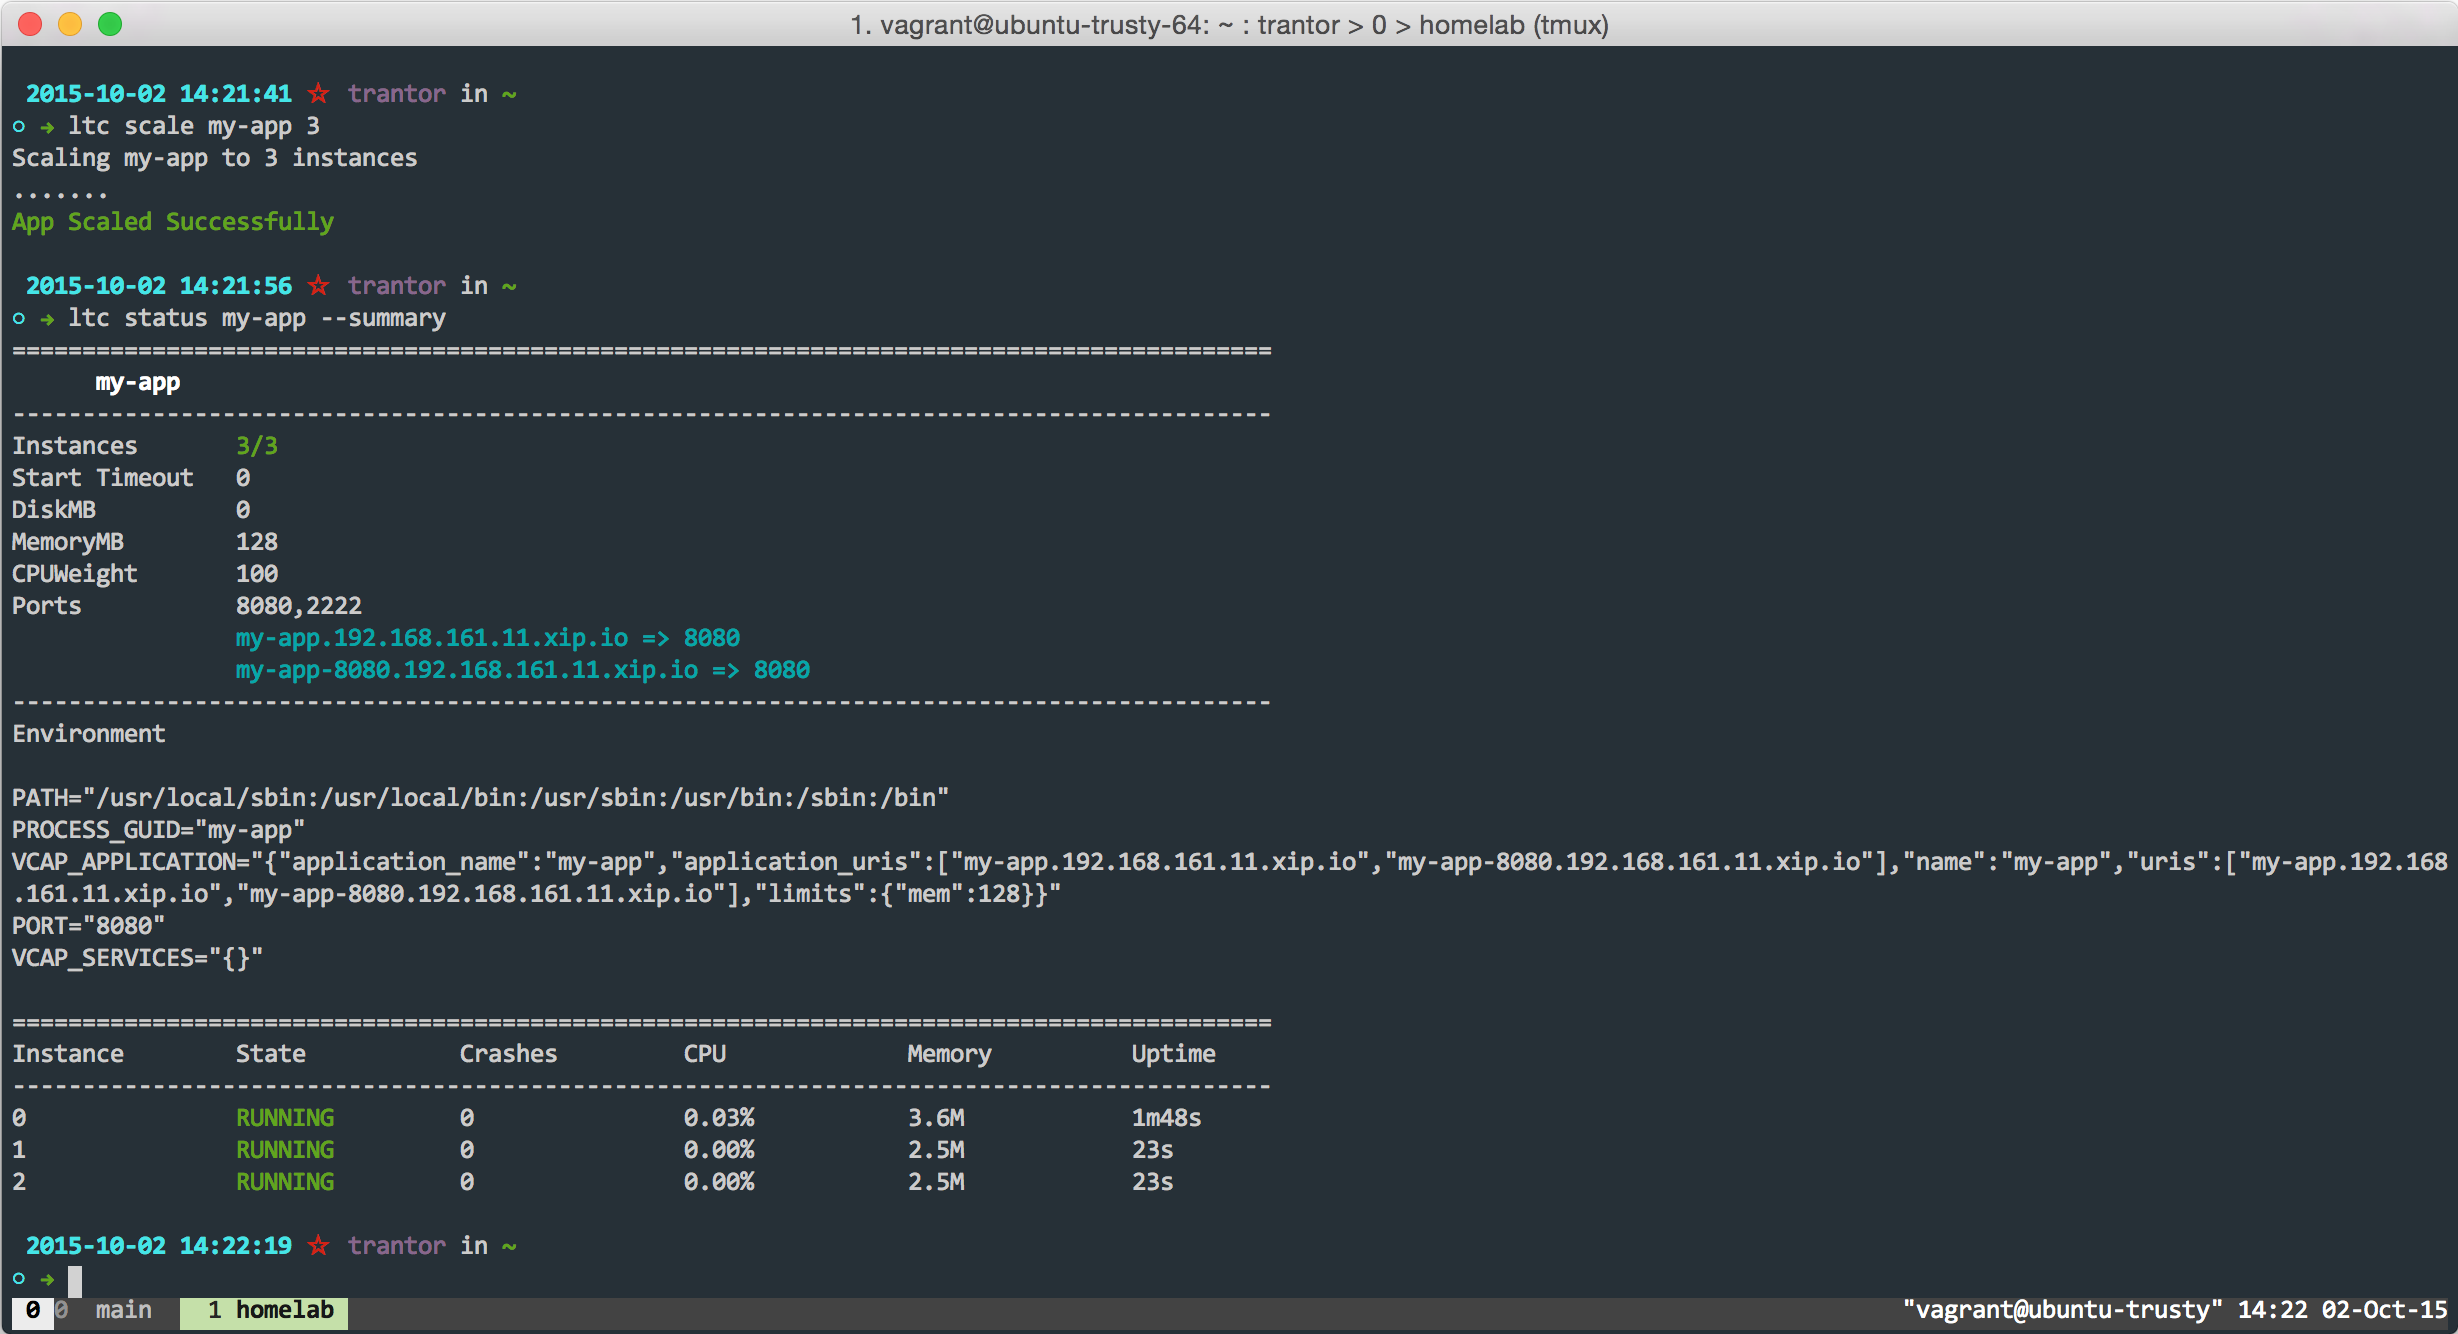 1. vagrant@ubuntu-trusty-64: ~ : trantor > 0 > homelab (tmux)
2015-10-02 14:21:41 ☆ trantor in ~
○ → ltc scale my-app 3
Scaling my-app to 3 instances
.......
App Scaled Successfully
2015-10-02 14:21:56 ☆ trantor in ~
○ → ltc status my-app --summary
==========================================================================================
my-app
------------------------------------------------------------------------------------------
Instances 3/3
Start Timeout 0
DiskMB 0
MemoryMB 128
CPUWeight 100
Ports 8080,2222
my-app.192.168.161.11.xip.io => 8080
my-app-8080.192.168.161.11.xip.io => 8080
------------------------------------------------------------------------------------------
Environment
PATH="/usr/local/sbin:/usr/local/bin:/usr/sbin:/usr/bin:/sbin:/bin"
PROCESS_GUID="my-app"
VCAP_APPLICATION="{"application_name":"my-app","application_uris":["my-app.192.168.161.11.xip.io","my-app-8080.192.168.161.11.xip.io"],"name":"my-app","uris":["my-app.192.168
.161.11.xip.io","my-app-8080.192.168.161.11.xip.io"],"limits":{"mem":128}}"
PORT="8080"
VCAP_SERVICES="{}"
==========================================================================================
Instance State Crashes CPU Memory Uptime
------------------------------------------------------------------------------------------
0 RUNNING 0 0.03% 3.6M 1m48s
1 RUNNING 0 0.00% 2.5M 23s
2 RUNNING 0 0.00% 2.5M 23s
2015-10-02 14:22:19 ☆ trantor in ~
○ →
0 0 main 1 homelab "vagrant@ubuntu-trusty" 14:22 02-Oct-15